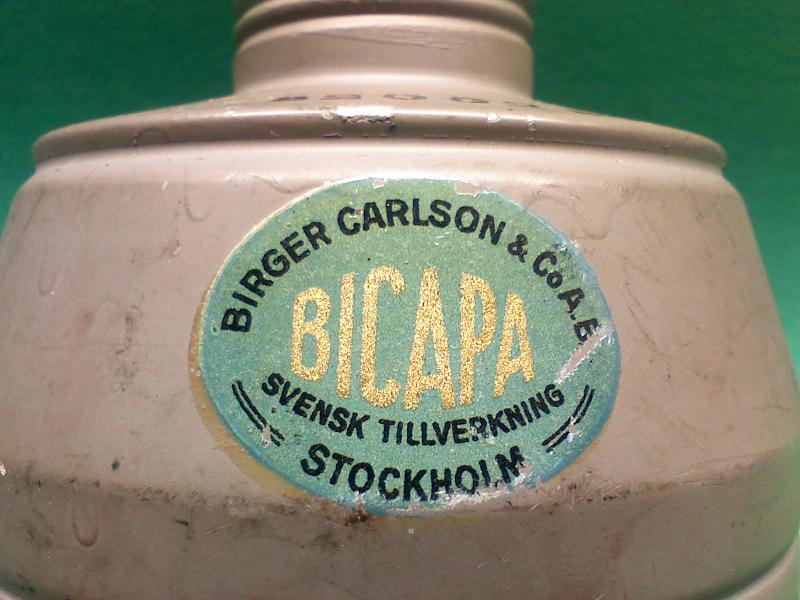 BIRGER CARLSON & Co A.B
BICAPA
SVENSK TILLVERKNING
STOCKHOLM